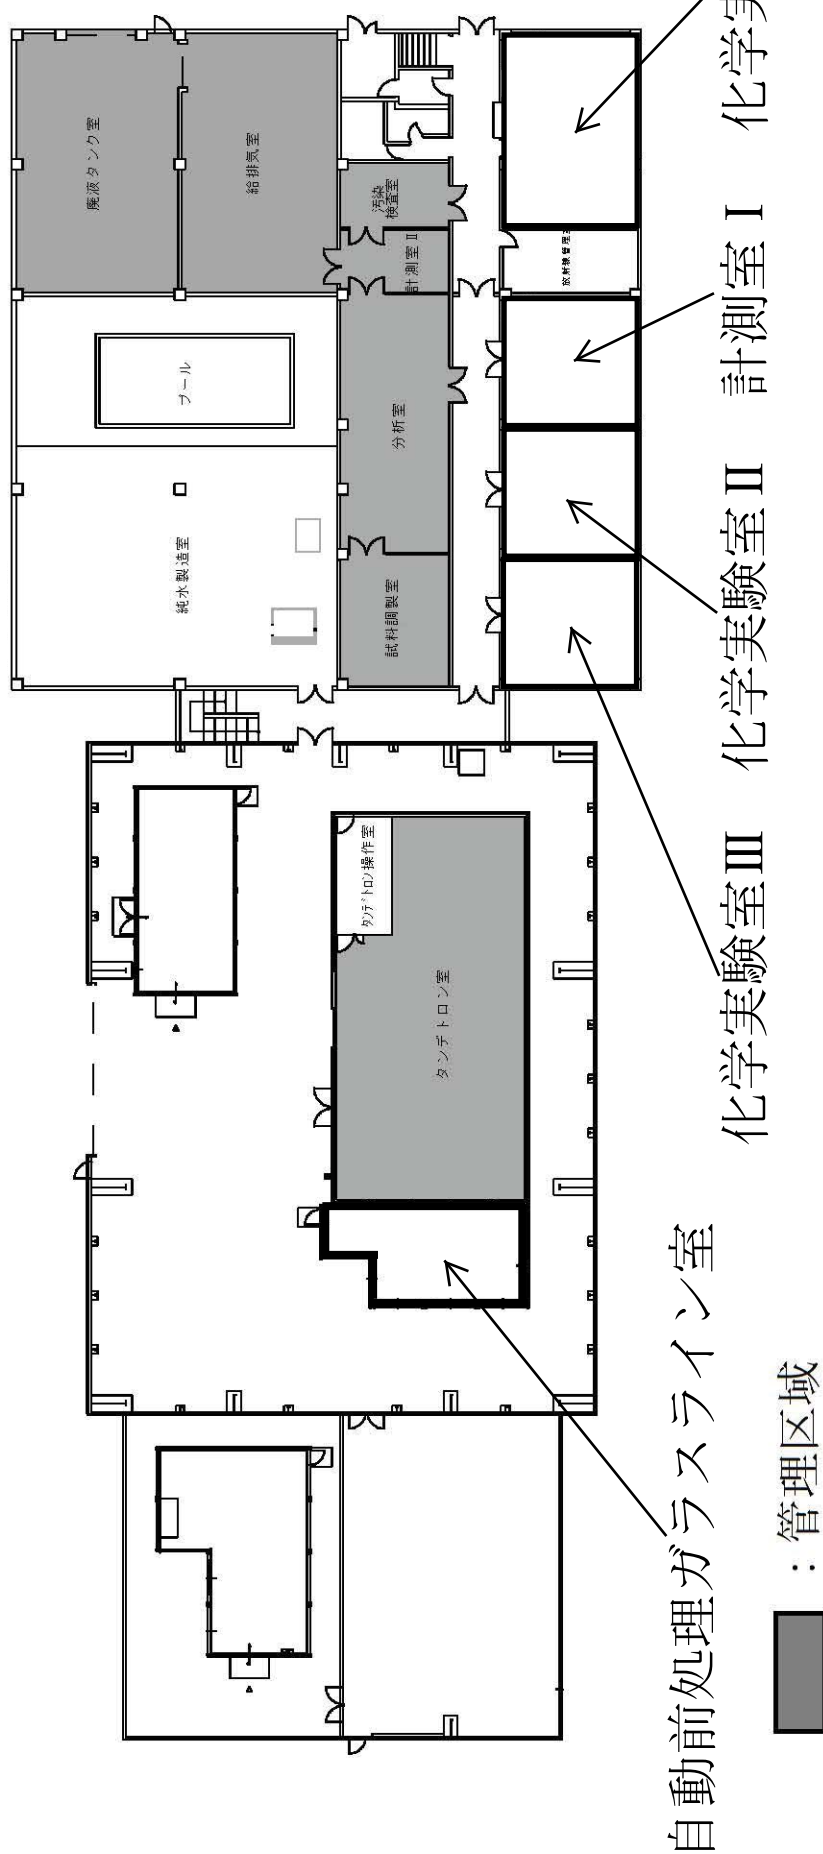 廃液タンク室
給排気室
汚染
検査室
計測室Ⅱ
プール
分析室
純水製造室
試料調製室
タンデトロン操作室
タンデトロン室
化学実
計測室Ⅰ
化学実験室Ⅱ
化学実験室Ⅲ
自動前処理ガラスライン室
：管理区域